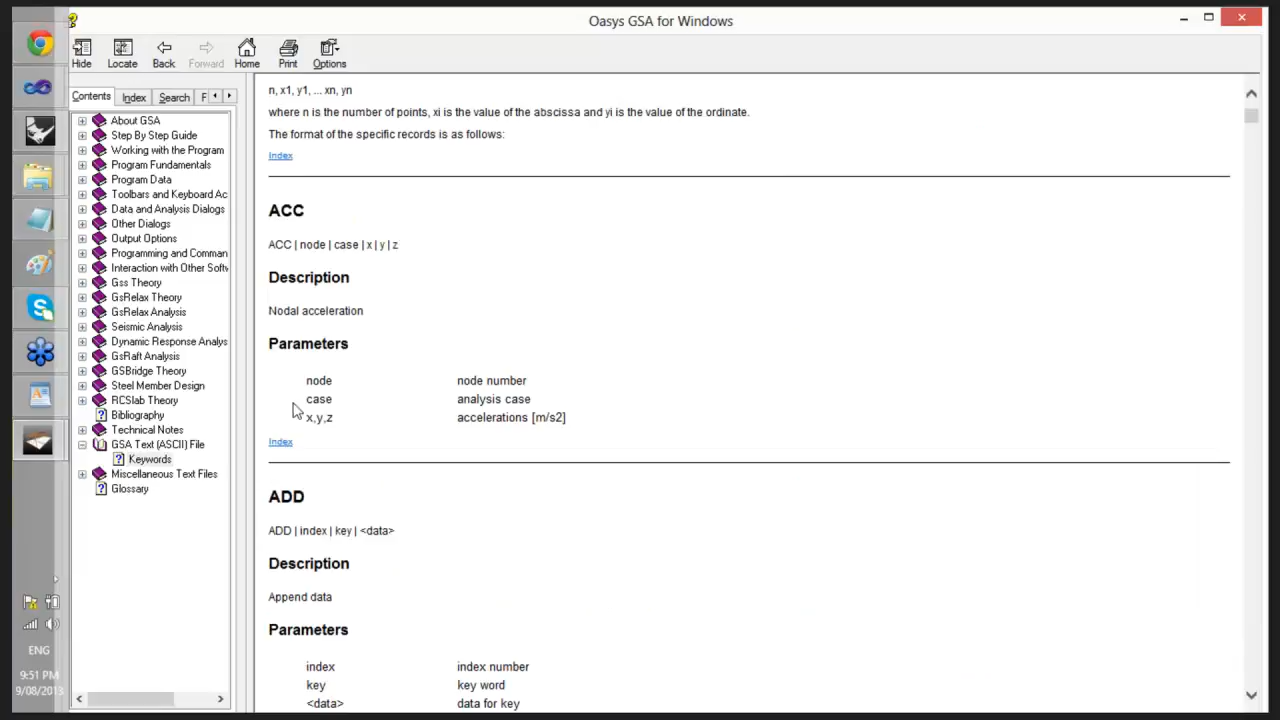 Oasys GSA for Windows
Hide
Locate
Back
Forward
Home
Print
Options
Contents
Index
Search
F
About GSA
Step By Step Guide
Working with the Program
Program Fundamentals
Program Data
Toolbars and Keyboard Ac
Data and Analysis Dialogs
Other Dialogs
Output Options
Programming and Comman
Interaction with Other Softw
Gss Theory
GsRelax Theory
GsRelax Analysis
Seismic Analysis
Dynamic Response Analys
GsRaft Analysis
GSBridge Theory
Steel Member Design
RCSlab Theory
Bibliography
Technical Notes
GSA Text (ASCII) File
Keywords
Miscellaneous Text Files
Glossary
n, x1, y1, ... xn, yn
where n is the number of points, xi is the value of the abscissa and yi is the value of the ordinate.
The format of the specific records is as follows:
Index
ACC
ACC | node | case | x | y | z
Description
Nodal acceleration
Parameters
node node number
case analysis case
x,y,z accelerations [m/s2]
Index
ADD
ADD | index | key | <data>
Description
Append data
Parameters
index index number
key key word
<data> data for key
ENG
9:51 PM
9/08/2013